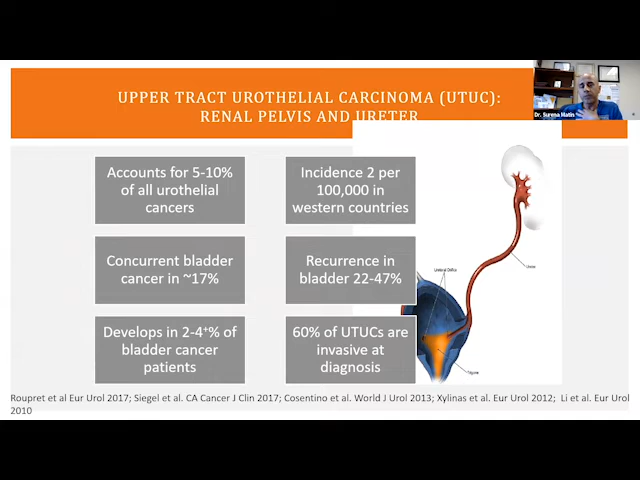 UPPER TRACT UROTHELIAL CARCINOMA (UTUC):
RENAL PELVIS AND URETER
Dr. Surena Matin
Accounts for 5-10%
of all urothelial
cancers
Incidence 2 per
100,000 in
western countries
Concurrent bladder
cancer in ~17%
Recurrence in
bladder 22-47%
Develops in 2-4⁺% of
bladder cancer
patients
60% of UTUCs are
invasive at
diagnosis
Ureter
Trigone
Roupret et al Eur Urol 2017; Siegel et al. CA Cancer J Clin 2017; Cosentino et al. World J Urol 2013; Xylinas et al. Eur Urol 2012; Li et al. Eur Urol
2010